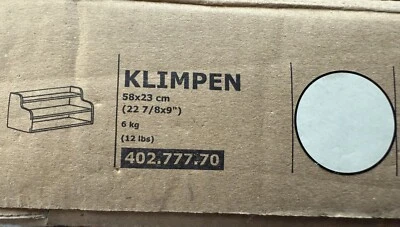 KLIMPEN
58x23 cm
(22 7/8x9")
6 kg
(12 lbs)
402.777.70